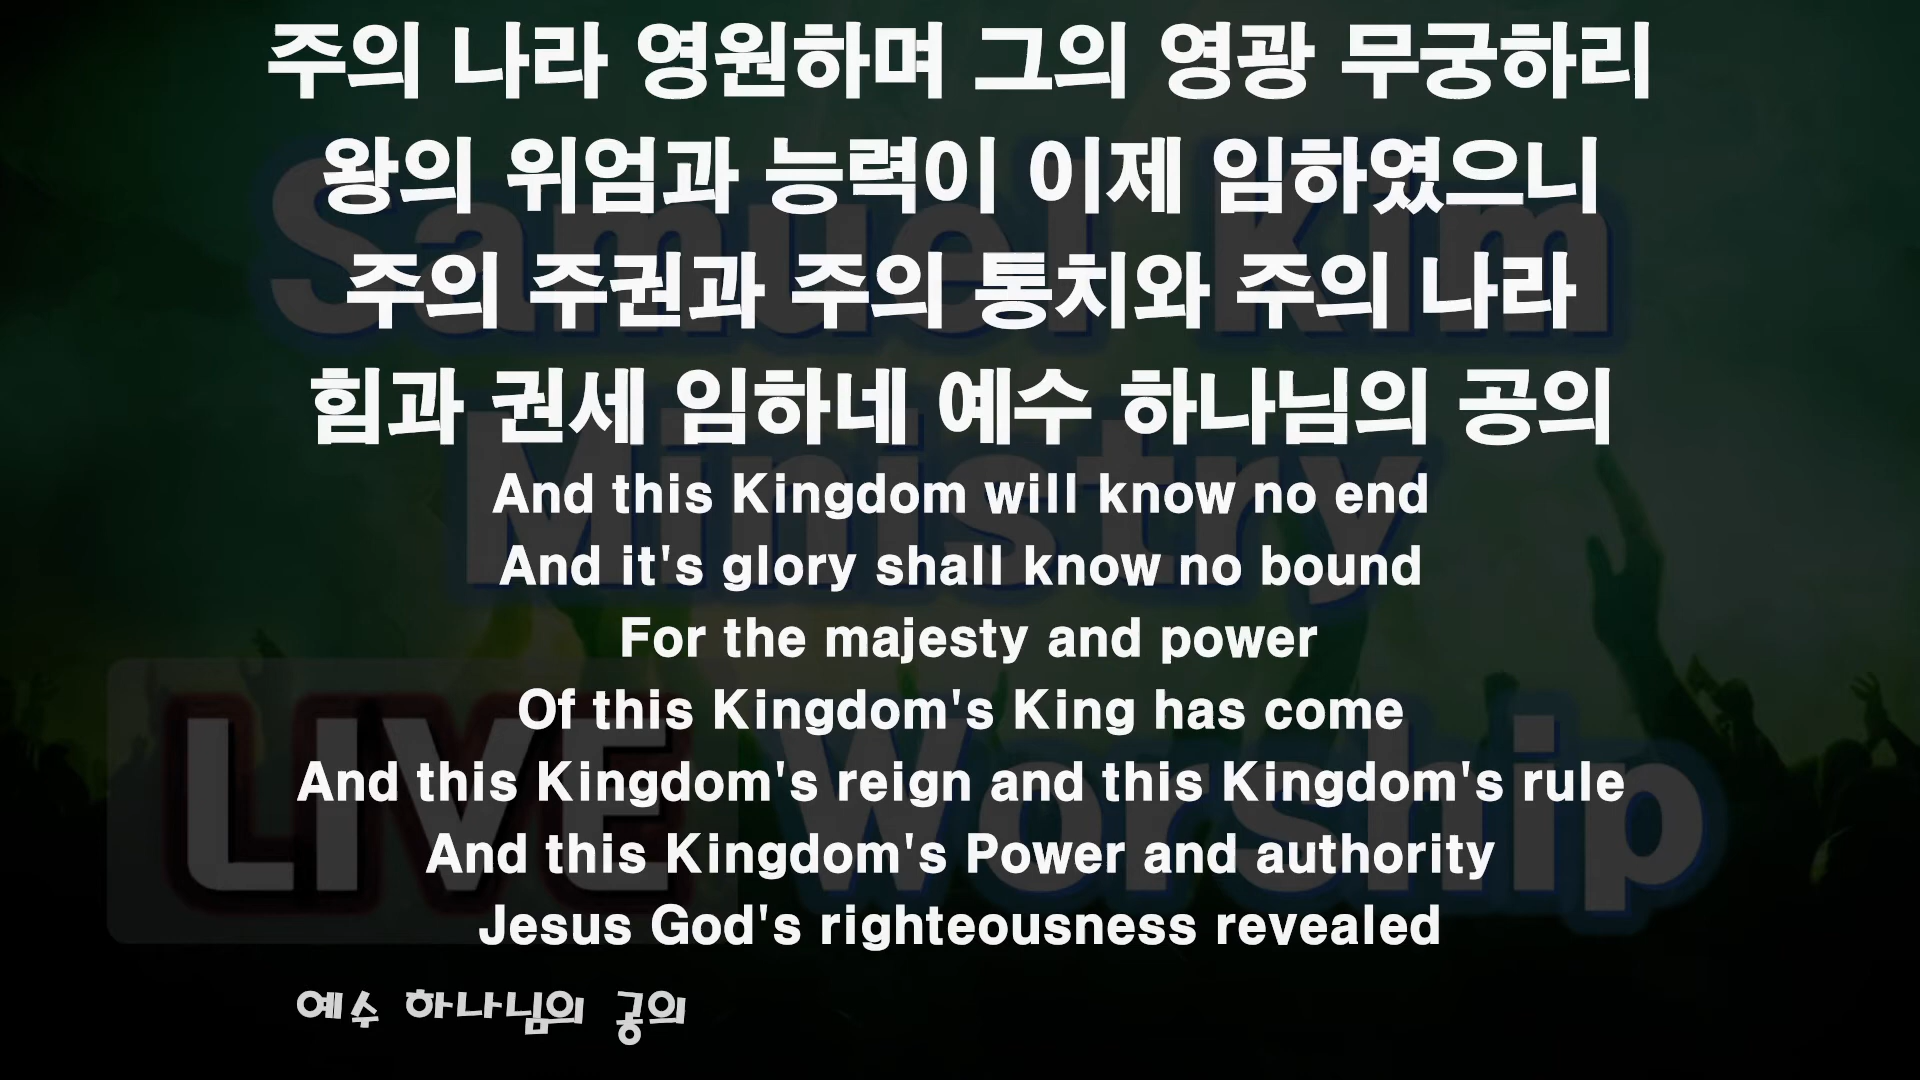 주의 나라 영원하며 그의 영광 무궁하리
왕의 위엄과 능력이 이제 임하였으니
주의 주권과 주의 통치와 주의 나라
힘과 권세 임하네 예수 하나님의 공의
And this Kingdom will know no end
And it's glory shall know no bound
For the majesty and power
Of this Kingdom's King has come
And this Kingdom's reign and this Kingdom's rule
And this Kingdom's Power and authority
Jesus God's righteousness revealed
예수 하나님의 공의
Samuel Kim
Ministry
LIVE Worship